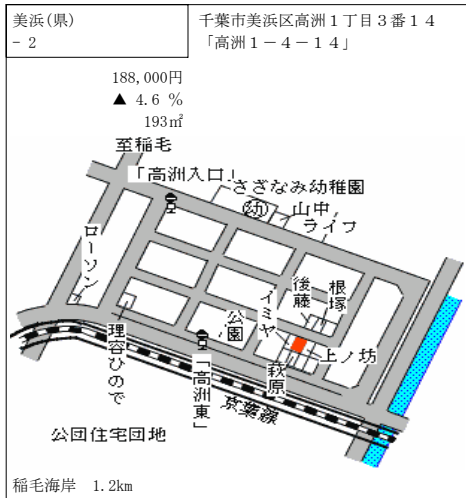 美浜(県)
- 2
千葉市美浜区高洲１丁目３番１４
「高洲１－４－１４」
188,000円
▲ 4.6 %
193㎡
至稲毛
「高洲入口」
さざなみ幼稚園
幼
山中
ライフ
ローソン
理容ひので
公園
「高洲東」
イミヤ
後藤
根塚
上ノ坊
萩原
京葉線
公団住宅団地
稲毛海岸　1.2km